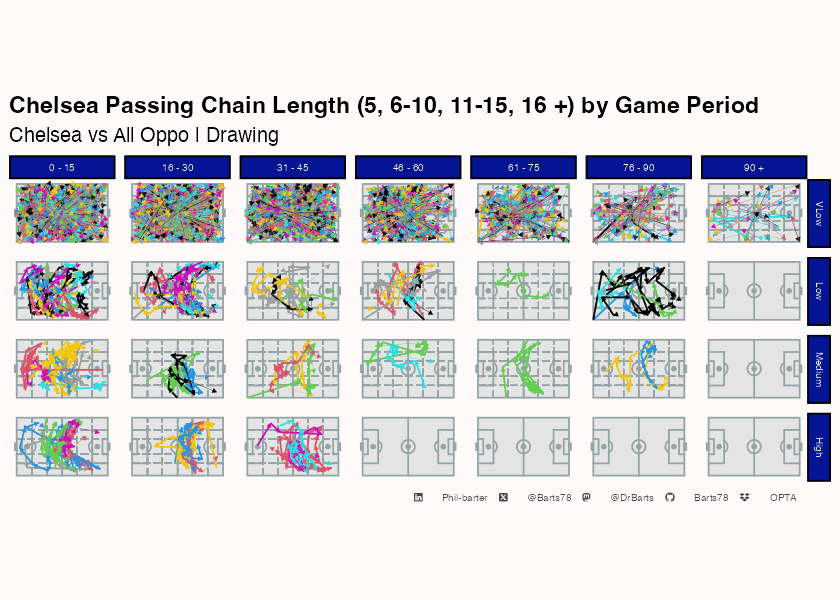 Chelsea Passing Chain Length (5, 6-10, 11-15, 16 +) by Game Period
Chelsea vs All Oppo I Drawing
0 - 15 16 - 30 31 - 45 46 - 60 61 - 75 76 - 90 90 +
VLow
Low
Medium
High
Phil-barter @Barts78 @DrBarts Barts78 OPTA